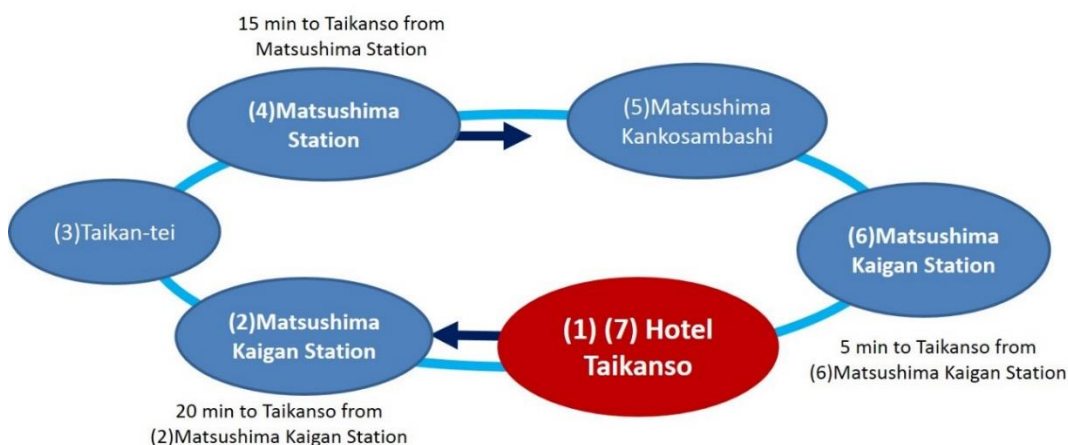 15 min to Taikanso from
Matsushima Station
(4)Matsushima
Station
(5)Matsushima
Kankosambashi
(3)Taikan-tei
(6)Matsushima
Kaigan Station
(2)Matsushima
Kaigan Station
(1) (7) Hotel
Taikanso
5 min to Taikanso from
(6)Matsushima Kaigan Station
20 min to Taikanso from
(2)Matsushima Kaigan Station